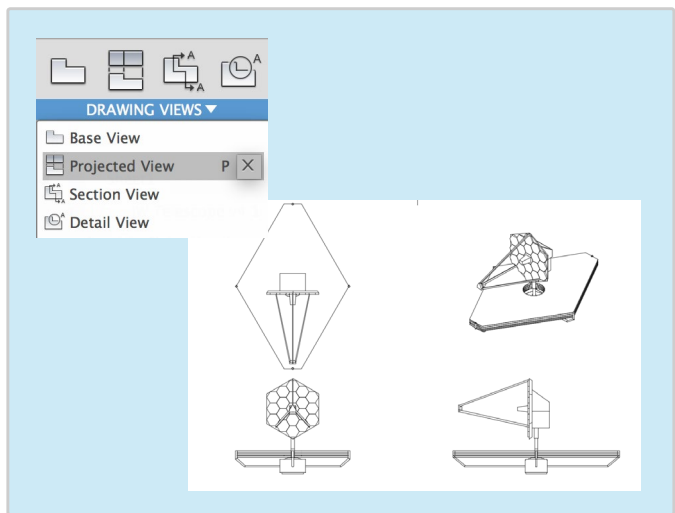 A
A
A
DRAWING VIEWS ▼
Base View
Projected View P
Section View
Detail View